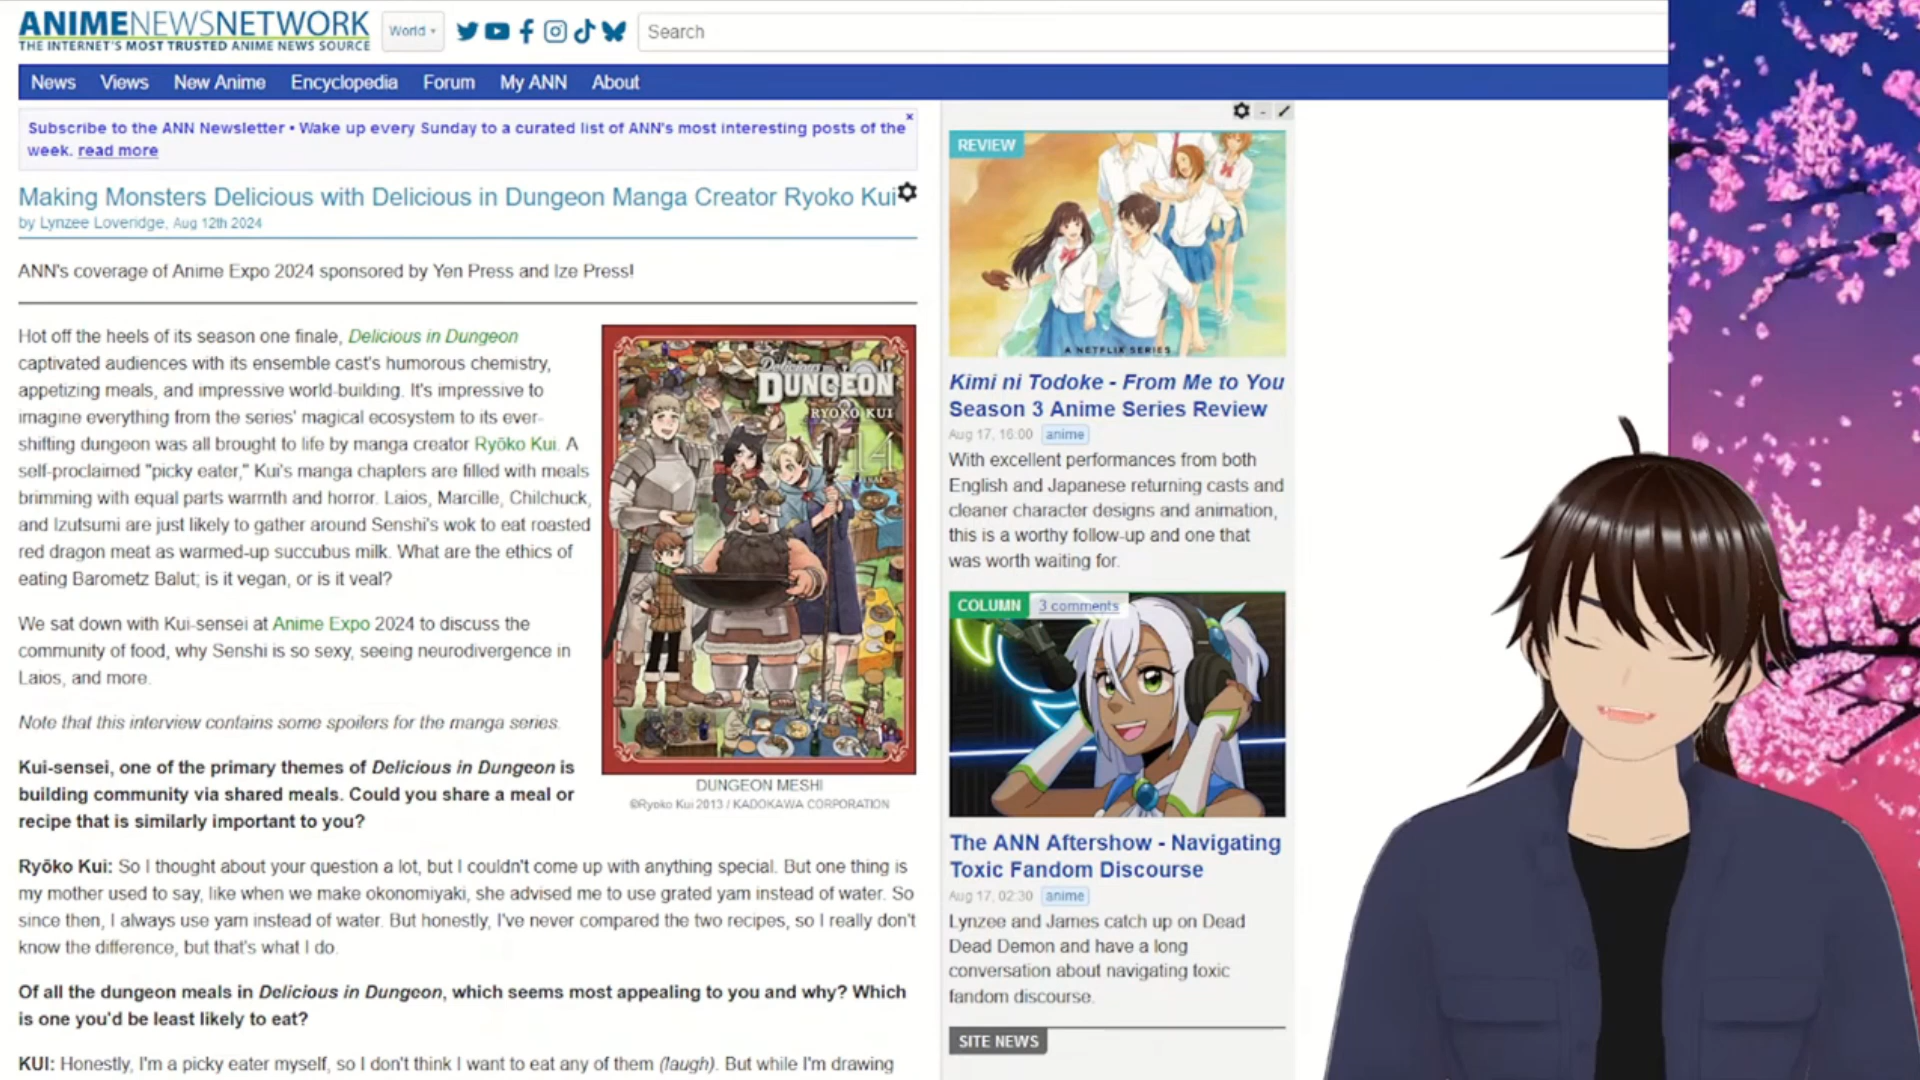 ANIMENEWSNETWORK
THE INTERNET'S MOST TRUSTED ANIME NEWS SOURCE
World
Search
News Views New Anime Encyclopedia Forum My ANN About
Subscribe to the ANN Newsletter • Wake up every Sunday to a curated list of ANN's most interesting posts of the
week. read more
Making Monsters Delicious with Delicious in Dungeon Manga Creator Ryoko Kui
by Lynzee Loveridge, Aug 12th 2024
ANN's coverage of Anime Expo 2024 sponsored by Yen Press and Ize Press!
Hot off the heels of its season one finale, Delicious in Dungeon
captivated audiences with its ensemble cast's humorous chemistry,
appetizing meals, and impressive world-building. It's impressive to
imagine everything from the series' magical ecosystem to its ever-
shifting dungeon was all brought to life by manga creator Ryōko Kui. A
self-proclaimed "picky eater," Kui's manga chapters are filled with meals
brimming with equal parts warmth and horror. Laios, Marcille, Chilchuck,
and Izutsumi are just likely to gather around Senshi's wok to eat roasted
red dragon meat as warmed-up succubus milk. What are the ethics of
eating Barometz Balut; is it vegan, or is it veal?
We sat down with Kui-sensei at Anime Expo 2024 to discuss the
community of food, why Senshi is so sexy, seeing neurodivergence in
Laios, and more.
Note that this interview contains some spoilers for the manga series.
Kui-sensei, one of the primary themes of Delicious in Dungeon is
building community via shared meals. Could you share a meal or
recipe that is similarly important to you?
Delicious
DUNGEON
RYOKO KUI
14
DUNGEON MESHI
©Ryoko Kui 2013 / KADOKAWA CORPORATION
Ryōko Kui: So I thought about your question a lot, but I couldn't come up with anything special. But one thing is
my mother used to say, like when we make okonomiyaki, she advised me to use grated yam instead of water. So
since then, I always use yam instead of water. But honestly, I've never compared the two recipes, so I really don't
know the difference, but that's what I do.
Of all the dungeon meals in Delicious in Dungeon, which seems most appealing to you and why? Which
is one you'd be least likely to eat?
KUI: Honestly, I'm a picky eater myself, so I don't think I want to eat any of them (laugh). But while I'm drawing
REVIEW
A NETFLIX SERIES
Kimi ni Todoke - From Me to You
Season 3 Anime Series Review
Aug 17, 16:00 anime
With excellent performances from both
English and Japanese returning casts and
cleaner character designs and animation,
this is a worthy follow-up and one that
was worth waiting for.
COLUMN 3 comments
The ANN Aftershow - Navigating
Toxic Fandom Discourse
Aug 17, 02:30 anime
Lynzee and James catch up on Dead
Dead Demon and have a long
conversation about navigating toxic
fandom discourse.
SITE NEWS